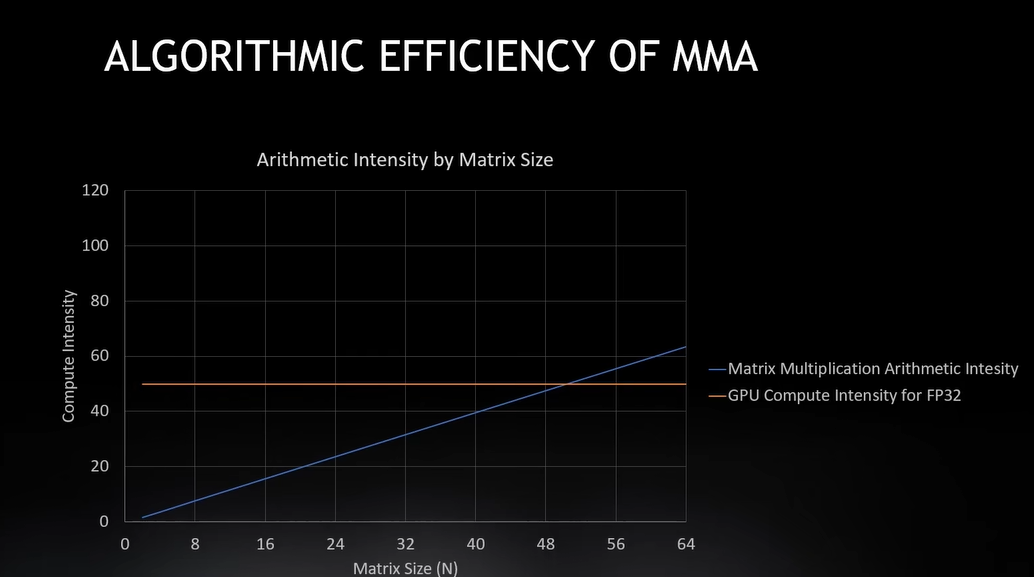 ALGORITHMIC EFFICIENCY OF MMA
Arithmetic Intensity by Matrix Size
120
100
80
60
40
20
0
Compute Intensity
0 8 16 24 32 40 48 56 64
Matrix Size (N)
Matrix Multiplication Arithmetic Intesity
GPU Compute Intensity for FP32